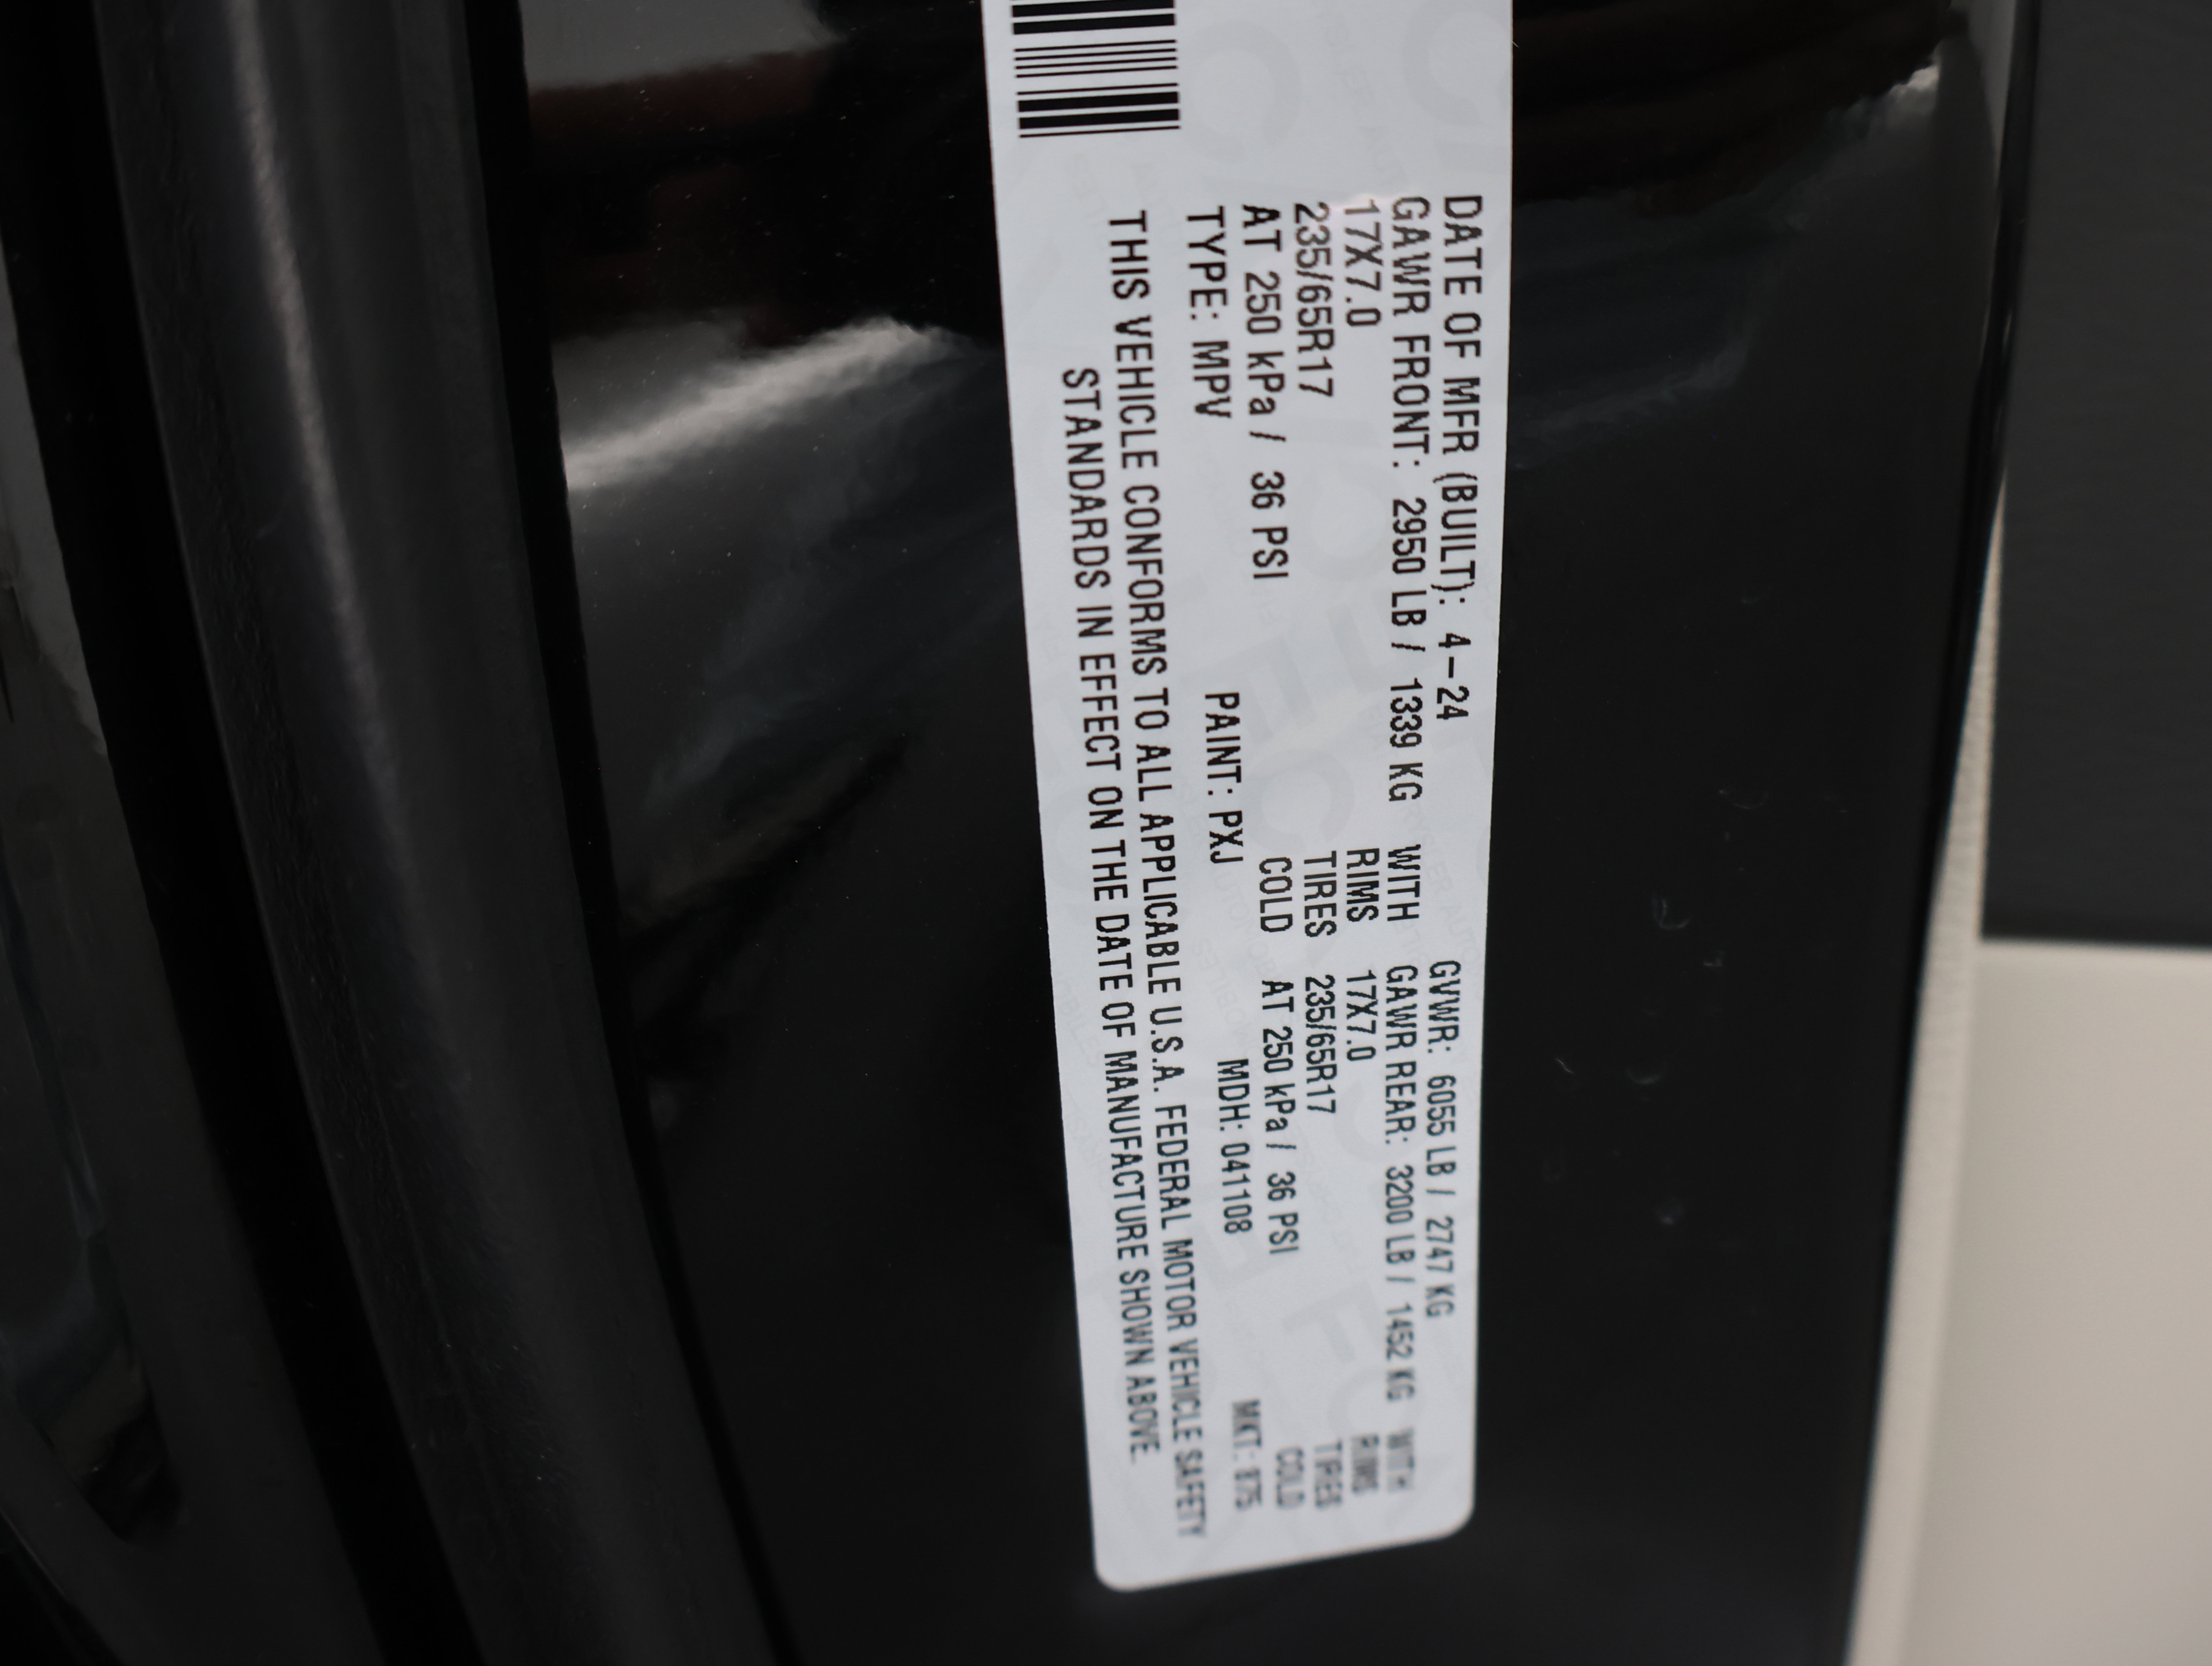 DATE OF MFR (BUILT): 4-24 GVWR: 6055 LB / 2747 KG
GAWR FRONT: 2950 LB / 1339 KG WITH GAWR REAR: 3200 LB / 1452 KG WITH
17X7.0 RIMS 17X7.0 RIMS
235/65R17 TIRES 235/65R17 TIRES
AT 250 kPa / 36 PSI COLD AT 250 kPa / 36 PSI COLD
TYPE: MPV PAINT: PXJ MDH: 041108 MKT:
THIS VEHICLE CONFORMS TO ALL APPLICABLE U.S.A. FEDERAL MOTOR VEHICLE SAFETY
STANDARDS IN EFFECT ON THE DATE OF MANUFACTURE SHOWN ABOVE.